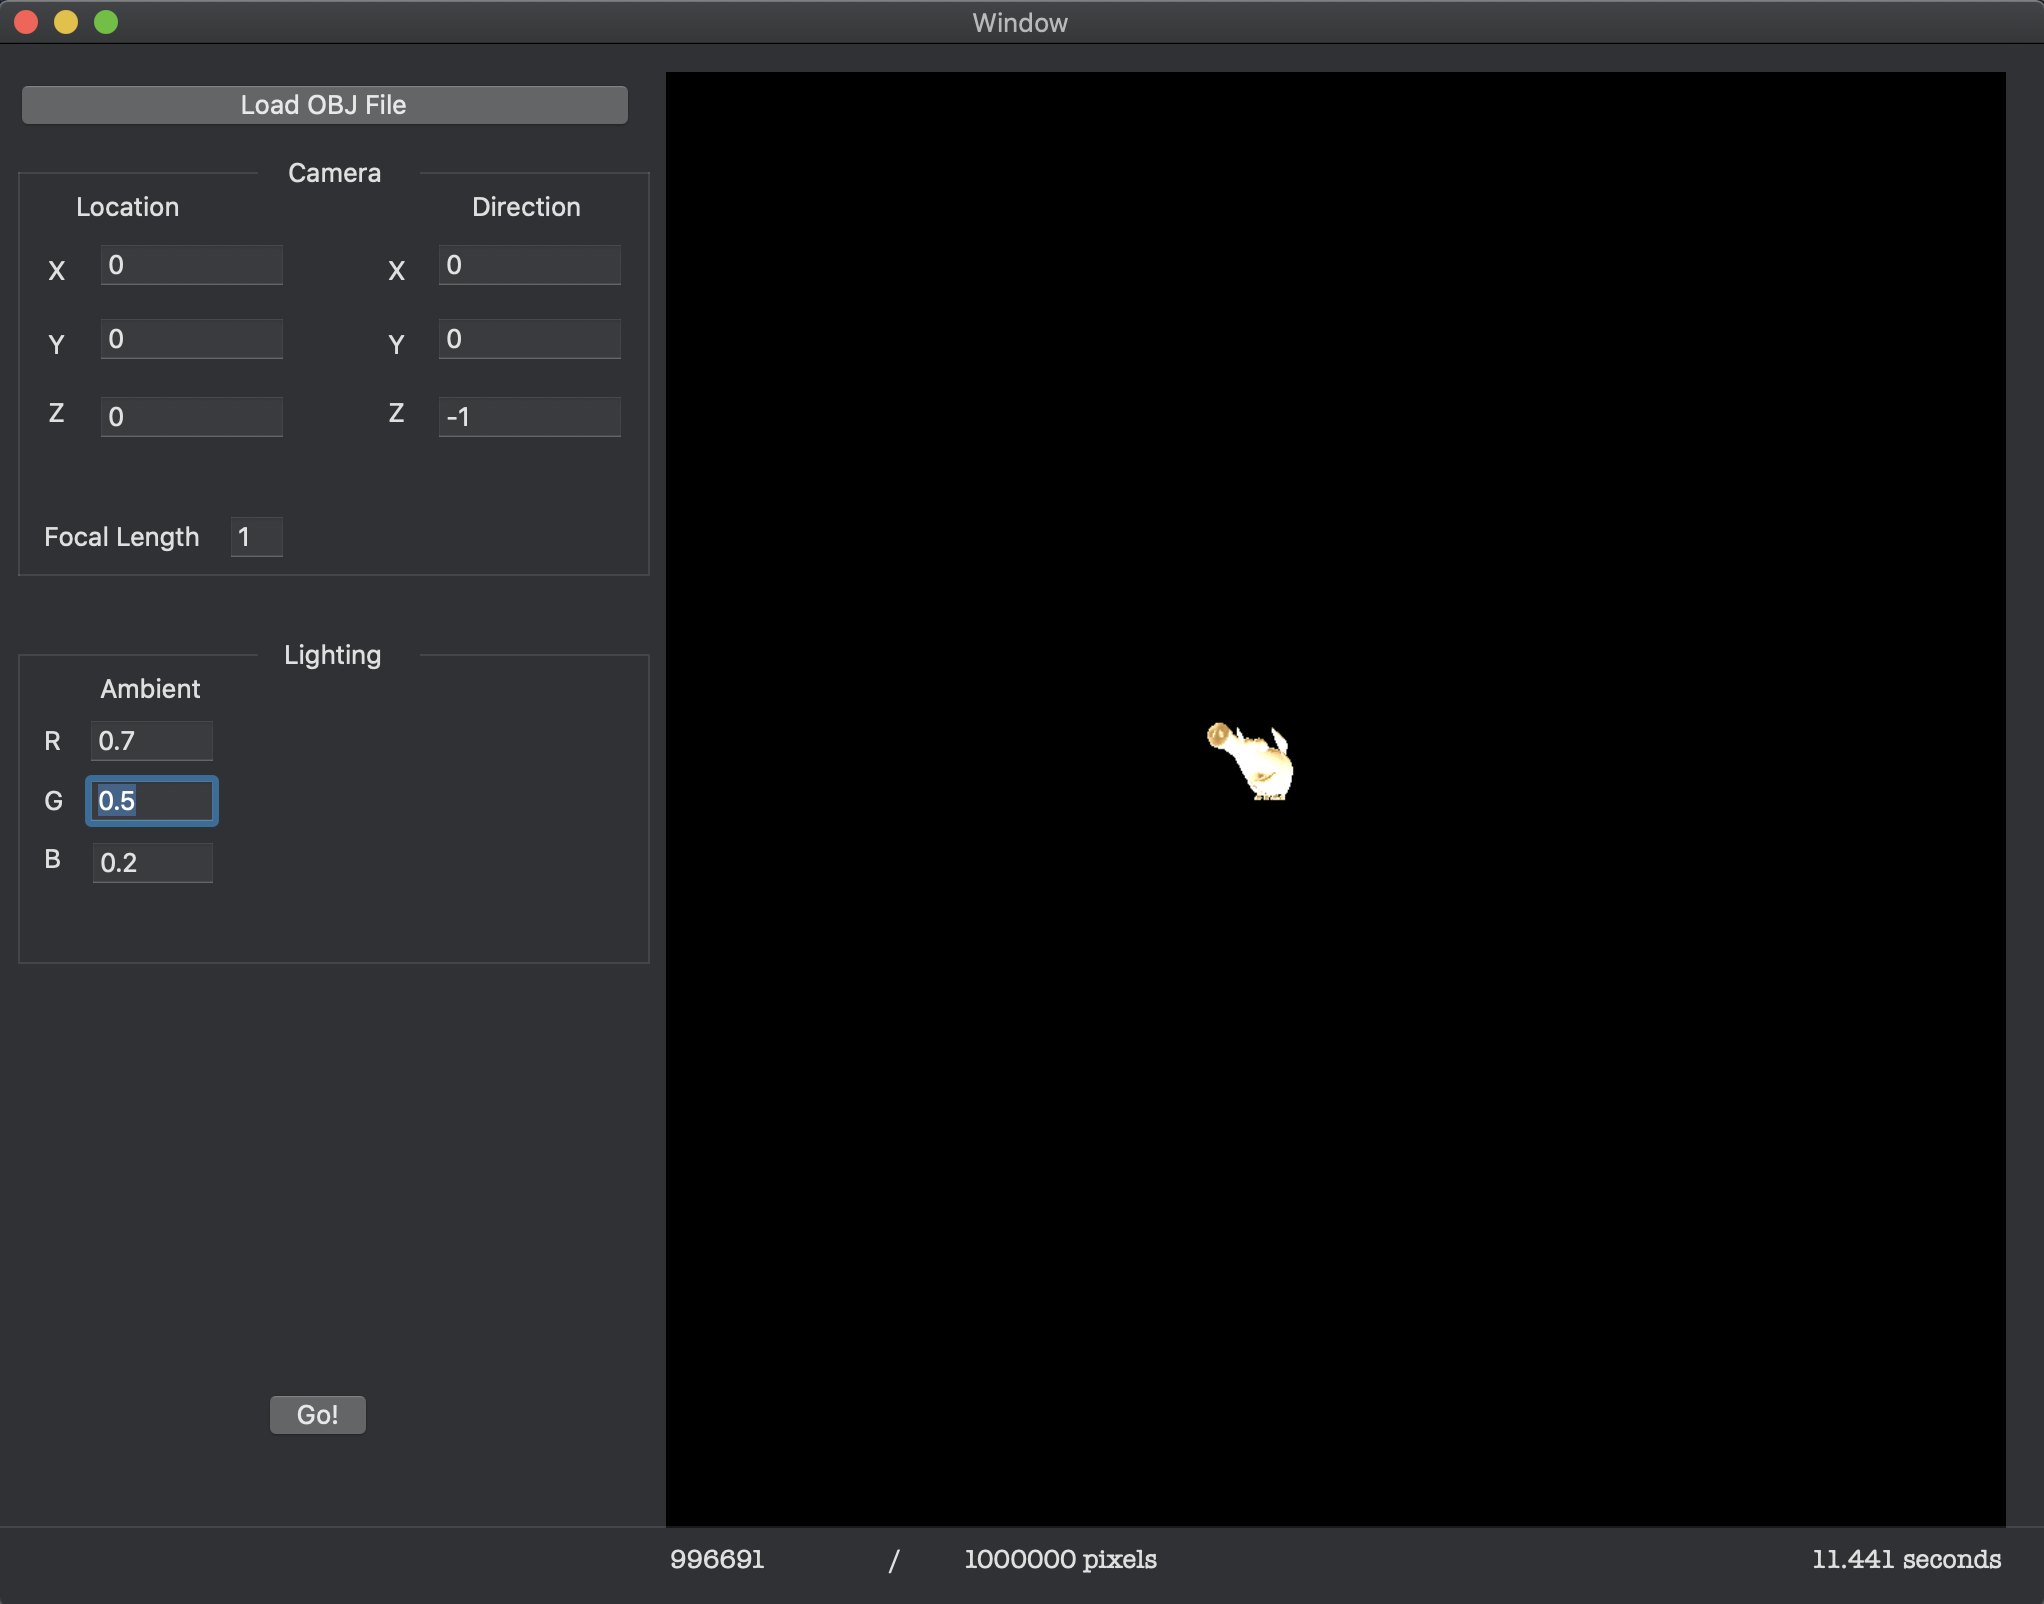 Window
Load OBJ File
Camera
Location Direction
X 0 X 0
Y 0 Y 0
Z 0 Z -1
Focal Length 1
Lighting
Ambient
R 0.7
G 0.5
B 0.2
Go!
996691 / 1000000 pixels 11.441 seconds